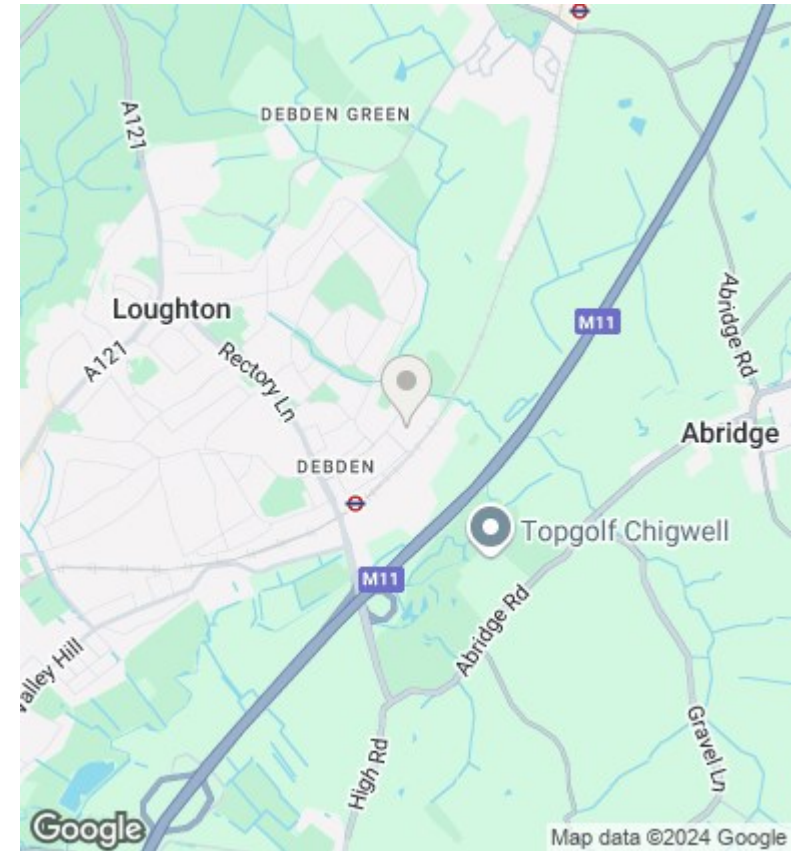 A121
DEBDEN GREEN
Loughton
A121
Rectory Ln
M11
Abridge Rd
Abridge
DEBDEN
Topgolf Chigwell
M11
Abridge Rd
Valley Hill
High Rd
Gravel Ln
Google
Map data ©2024 Google